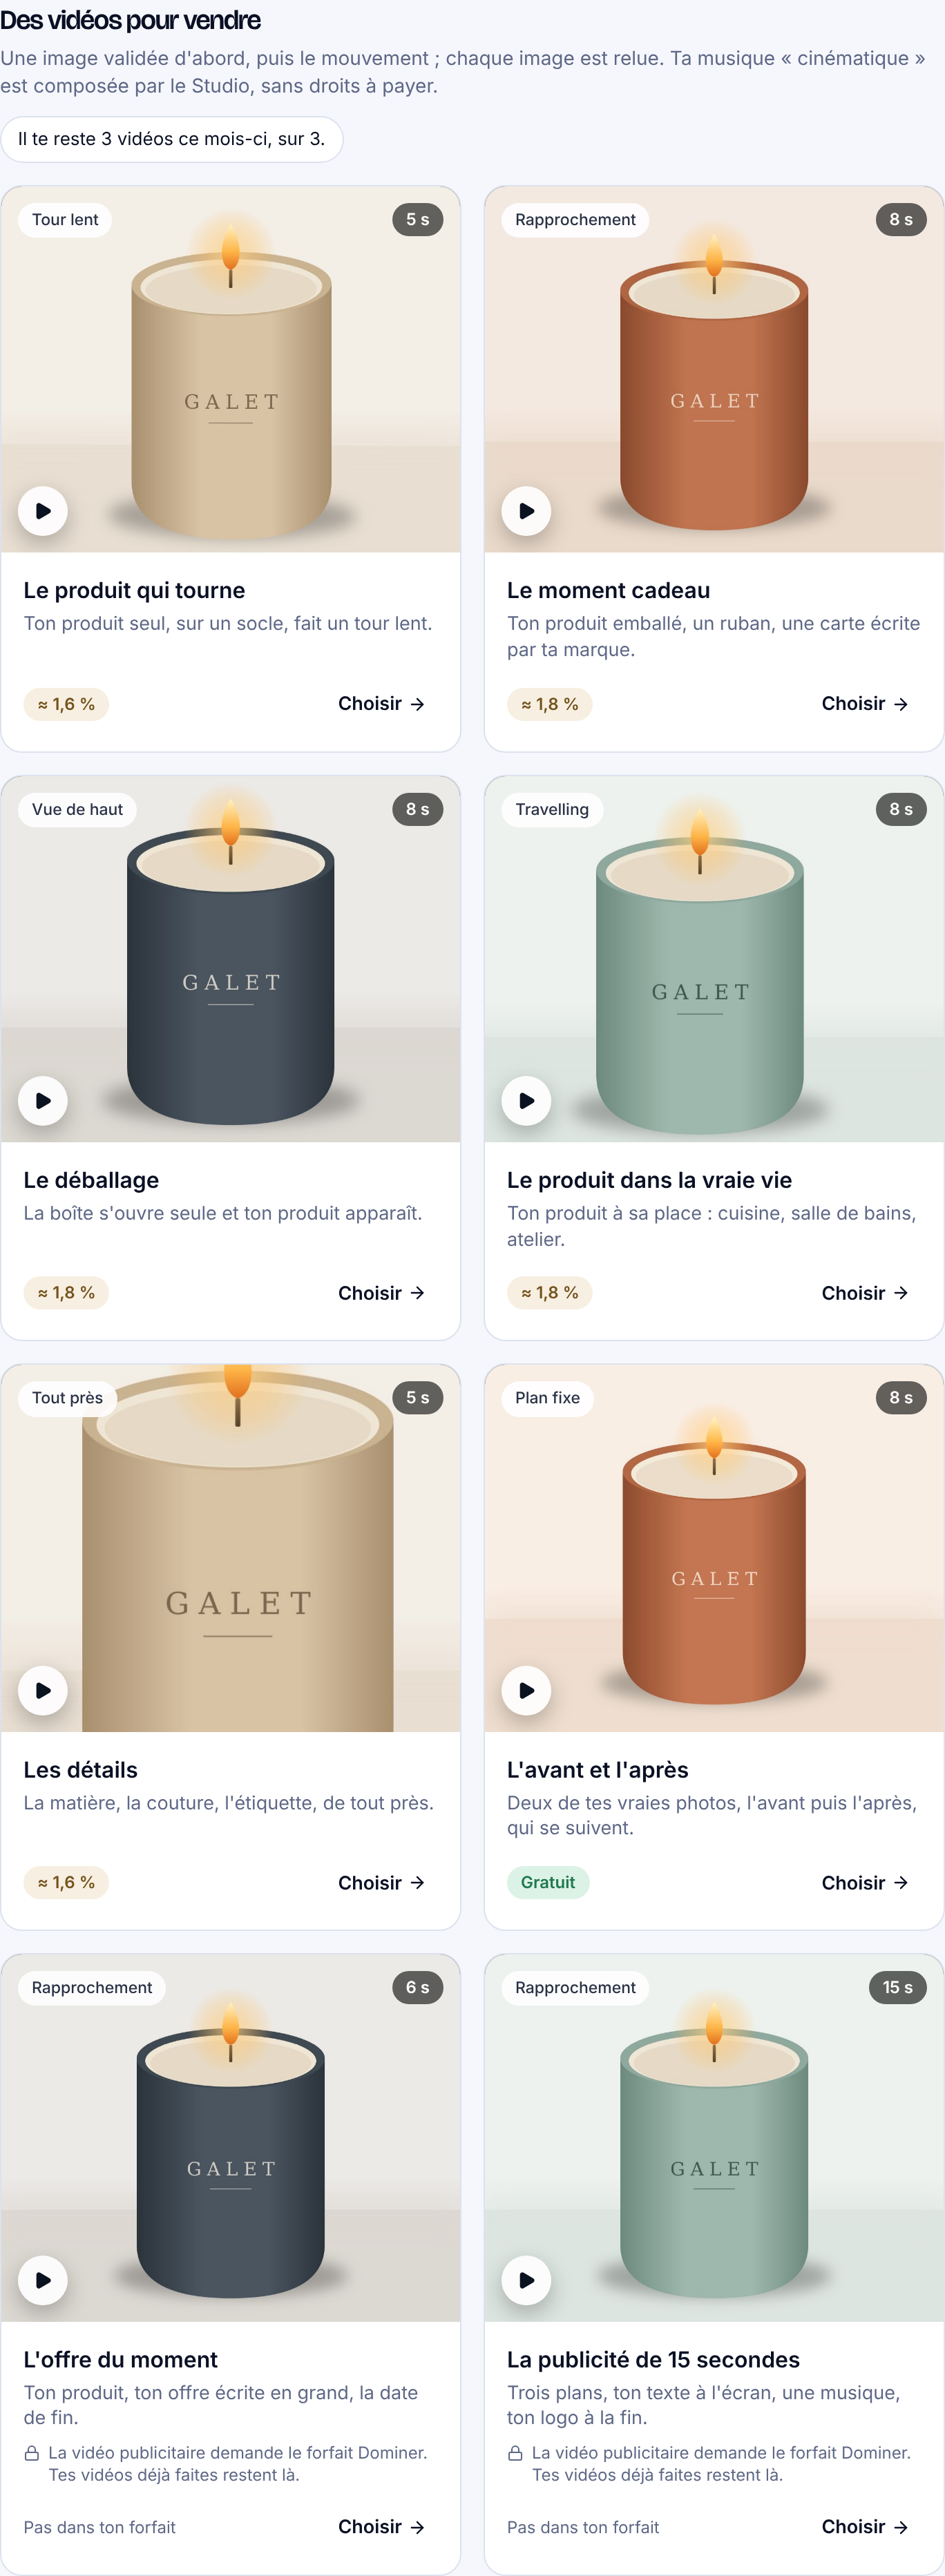 Des vidéos pour vendre
Une image validée d'abord, puis le mouvement ; chaque image est relue. Ta musique « cinématique »
est composée par le Studio, sans droits à payer.
Il te reste 3 vidéos ce mois-ci, sur 3.
Tour lent
5 s
GALET
Le produit qui tourne
Ton produit seul, sur un socle, fait un tour lent.
≈ 1,6 %
Choisir →
Rapprochement
8 s
GALET
Le moment cadeau
Ton produit emballé, un ruban, une carte écrite
par ta marque.
≈ 1,8 %
Choisir →
Vue de haut
8 s
GALET
Le déballage
La boîte s'ouvre seule et ton produit apparaît.
≈ 1,8 %
Choisir →
Travelling
8 s
GALET
Le produit dans la vraie vie
Ton produit à sa place : cuisine, salle de bains,
atelier.
≈ 1,8 %
Choisir →
Tout près
5 s
GALET
Les détails
La matière, la couture, l'étiquette, de tout près.
≈ 1,6 %
Choisir →
Plan fixe
8 s
GALET
L'avant et l'après
Deux de tes vraies photos, l'avant puis l'après,
qui se suivent.
Gratuit
Choisir →
Rapprochement
6 s
GALET
L'offre du moment
Ton produit, ton offre écrite en grand, la date
de fin.
La vidéo publicitaire demande le forfait Dominer.
Tes vidéos déjà faites restent là.
Pas dans ton forfait
Choisir →
Rapprochement
15 s
GALET
La publicité de 15 secondes
Trois plans, ton texte à l'écran, une musique,
ton logo à la fin.
La vidéo publicitaire demande le forfait Dominer.
Tes vidéos déjà faites restent là.
Pas dans ton forfait
Choisir →